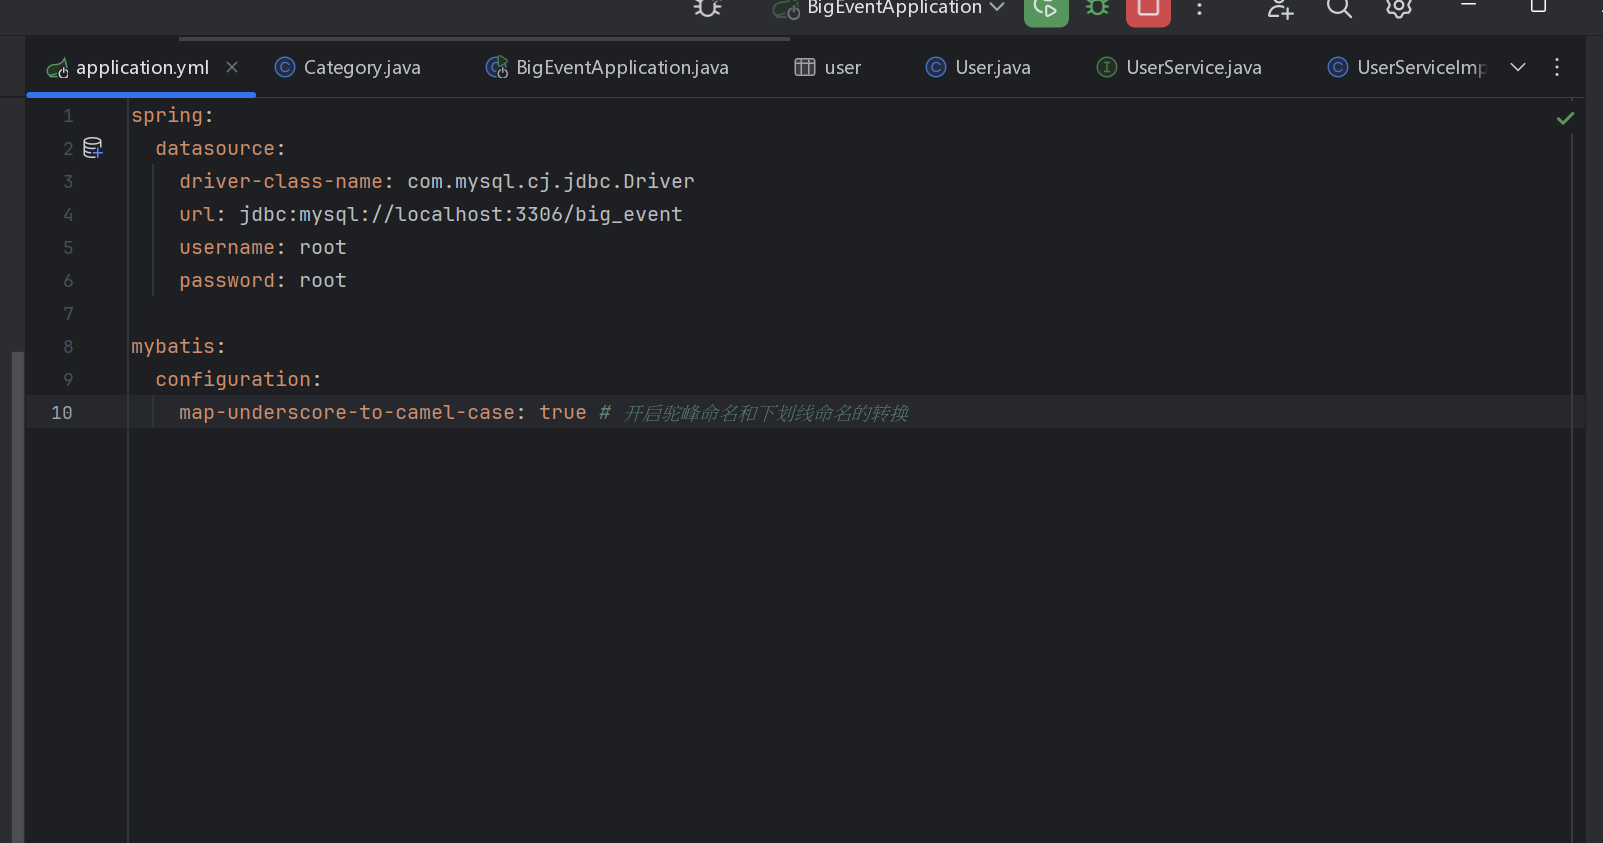 BigEventApplication
application.yml
Category.java
BigEventApplication.java
user
User.java
UserService.java
UserServiceImp
1 spring:
2 datasource:
3 driver-class-name: com.mysql.cj.jdbc.Driver
4 url: jdbc:mysql://localhost:3306/big_event
5 username: root
6 password: root
7
8 mybatis:
9 configuration:
10 map-underscore-to-camel-case: true # 开启驼峰命名和下划线命名的转换